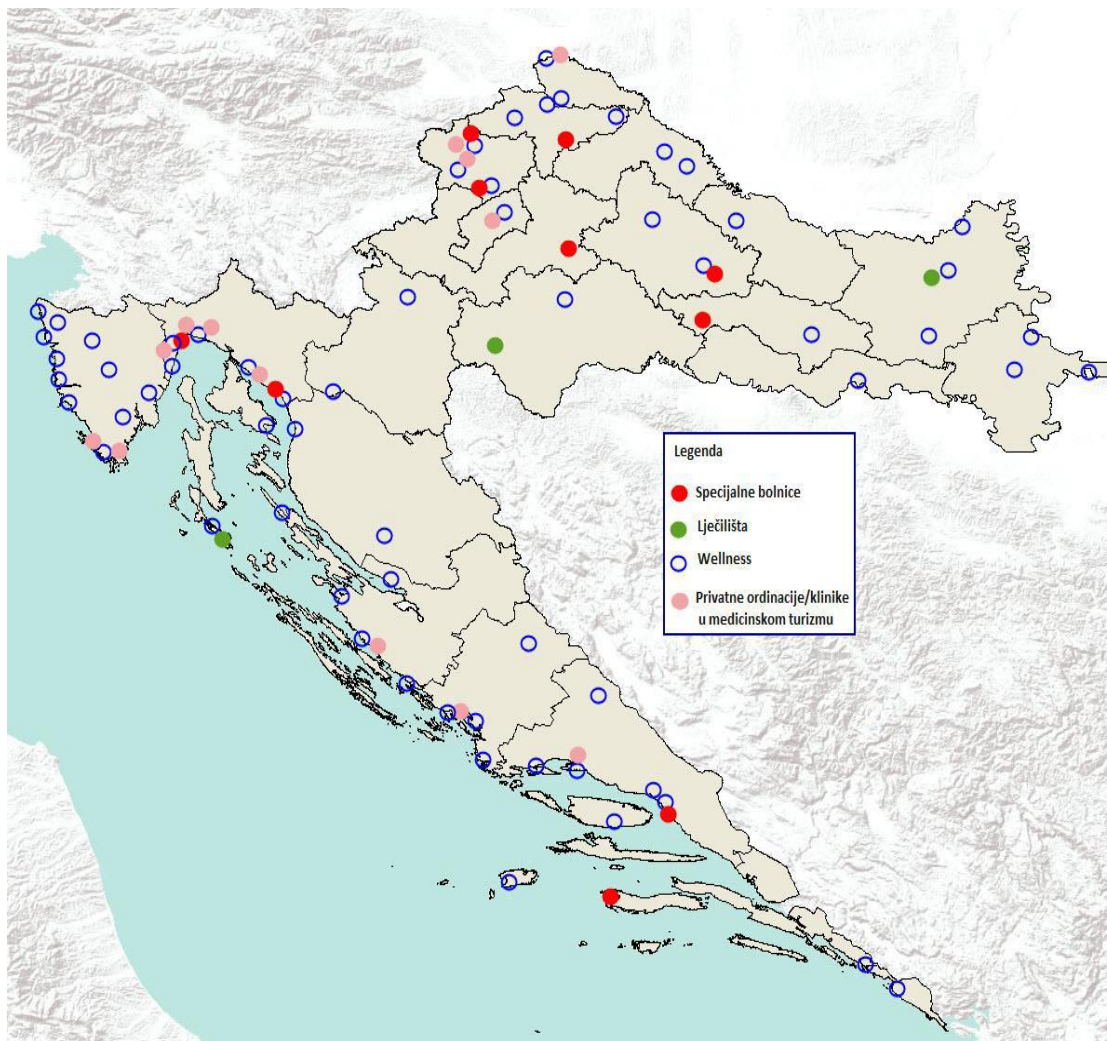 Legenda
Specijalne bolnice
Lječilišta
Wellness
Privatne ordinacije/klinike
u medicinskom turizmu